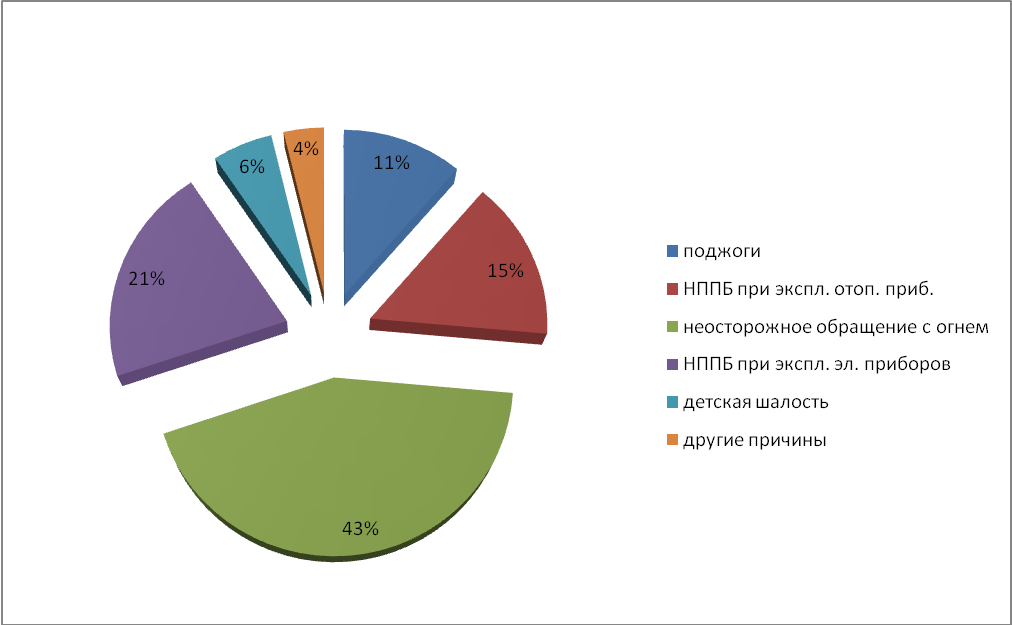 4%
11%
6%
15%
21%
43%
поджоги
НППБ при экспл. отоп. приб.
неосторожное обращение с огнем
НППБ при экспл. эл. приборов
детская шалость
другие причины